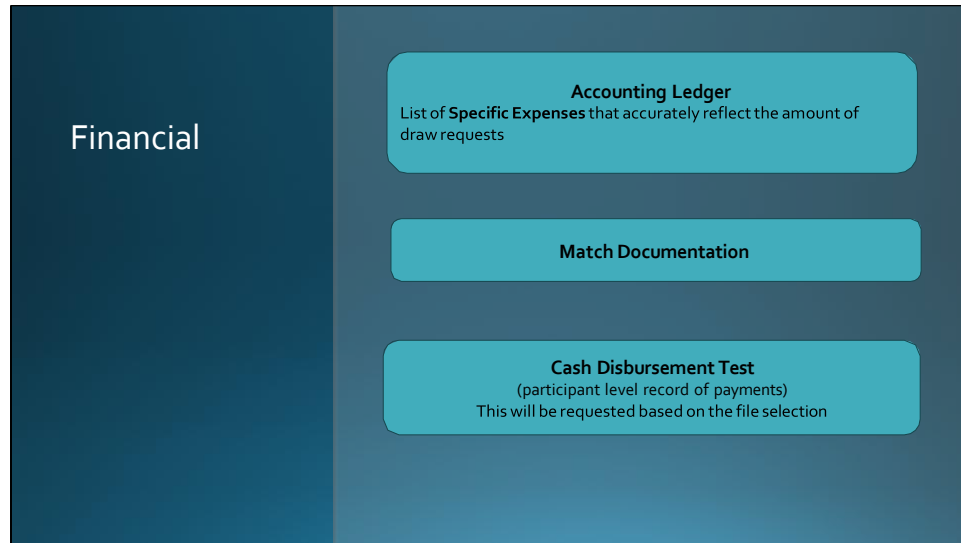 Financial
Accounting Ledger
List of Specific Expenses that accurately reflect the amount of
draw requests
Match Documentation
Cash Disbursement Test
(participant level record of payments)
This will be requested based on the file selection